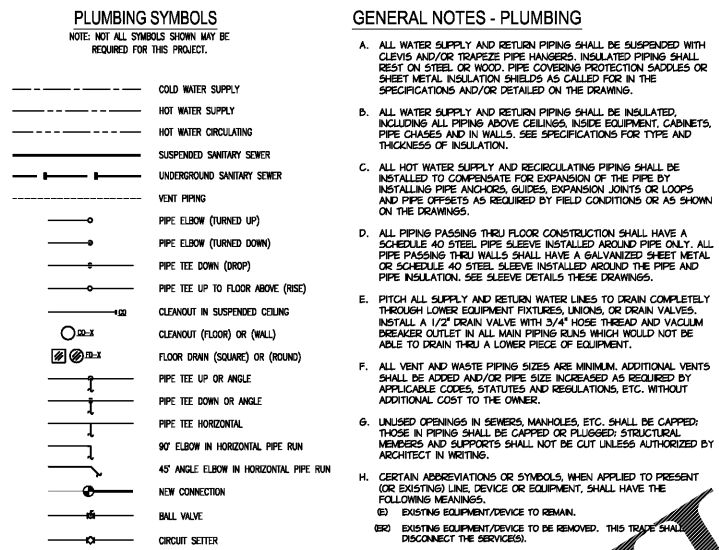 PLUMBING SYMBOLS
NOTE: NOT ALL SYMBOLS SHOWN MAY BE
REQUIRED FOR THIS PROJECT.
COLD WATER SUPPLY
HOT WATER SUPPLY
HOT WATER CIRCULATING
SUSPENDED SANITARY SEWER
UNDERGROUND SANITARY SEWER
VENT PIPING
PIPE ELBOW (TURNED UP)
PIPE ELBOW (TURNED DOWN)
PIPE TEE DOWN (DROP)
PIPE TEE UP TO FLOOR ABOVE (RISE)
CO CLEANOUT IN SUSPENDED CEILING
CO-X CLEANOUT (FLOOR) OR (WALL)
FD-X FLOOR DRAIN (SQUARE) OR (ROUND)
PIPE TEE UP OR ANGLE
PIPE TEE DOWN OR ANGLE
PIPE TEE HORIZONTAL
90° ELBOW IN HORIZONTAL PIPE RUN
45° ANGLE ELBOW IN HORIZONTAL PIPE RUN
NEW CONNECTION
BALL VALVE
CIRCUIT SETTER
GENERAL NOTES - PLUMBING
A. ALL WATER SUPPLY AND RETURN PIPING SHALL BE SUSPENDED WITH
CLEVIS AND/OR TRAPEZE PIPE HANGERS. INSULATED PIPING SHALL
REST ON STEEL OR WOOD. PIPE COVERING PROTECTION SADDLES OR
SHEET METAL INSULATION SHIELDS AS CALLED FOR IN THE
SPECIFICATIONS AND/OR DETAILED ON THE DRAWING.
B. ALL WATER SUPPLY AND RETURN PIPING SHALL BE INSULATED,
INCLUDING ALL PIPING ABOVE CEILINGS, INSIDE EQUIPMENT, CABINETS,
PIPE CHASES AND IN WALLS. SEE SPECIFICATIONS FOR TYPE AND
THICKNESS OF INSULATION.
C. ALL HOT WATER SUPPLY AND RECIRCULATING PIPING SHALL BE
INSTALLED TO COMPENSATE FOR EXPANSION OF THE PIPE BY
INSTALLING PIPE ANCHORS, GUIDES, EXPANSION JOINTS OR LOOPS
AND PIPE OFFSETS AS REQUIRED BY FIELD CONDITIONS OR AS SHOWN
ON THE DRAWINGS.
D. ALL PIPING PASSING THRU FLOOR CONSTRUCTION SHALL HAVE A
SCHEDULE 40 STEEL PIPE SLEEVE INSTALLED AROUND PIPE ONLY. ALL
PIPE PASSING THRU WALLS SHALL HAVE A GALVANIZED SHEET METAL
OR SCHEDULE 40 STEEL SLEEVE INSTALLED AROUND THE PIPE AND
PIPE INSULATION. SEE SLEEVE DETAILS THESE DRAWINGS.
E. PITCH ALL SUPPLY AND RETURN WATER LINES TO DRAIN COMPLETELY
THROUGH LOWER EQUIPMENT FIXTURES, UNIONS, OR DRAIN VALVES.
INSTALL A 1/2" DRAIN VALVE WITH 3/4" HOSE THREAD AND VACUUM
BREAKER OUTLET IN ALL MAIN PIPING RUNS WHICH WOULD NOT BE
ABLE TO DRAIN THRU A LOWER PIECE OF EQUIPMENT.
F. ALL VENT AND WASTE PIPING SIZES ARE MINIMUM. ADDITIONAL VENTS
SHALL BE ADDED AND/OR PIPE SIZE INCREASED AS REQUIRED BY
APPLICABLE CODES, STATUTES AND REGULATIONS, ETC. WITHOUT
ADDITIONAL COST TO THE OWNER.
G. UNUSED OPENINGS IN SEWERS, MANHOLES, ETC. SHALL BE CAPPED;
THOSE IN PIPING SHALL BE CAPPED OR PLUGGED; STRUCTURAL
MEMBERS AND SUPPORTS SHALL NOT BE CUT UNLESS AUTHORIZED BY
ARCHITECT IN WRITING.
H. CERTAIN ABBREVIATIONS OR SYMBOLS, WHEN APPLIED TO PRESENT
(OR EXISTING) LINE, DEVICE OR EQUIPMENT, SHALL HAVE THE
FOLLOWING MEANINGS.
(E) EXISTING EQUIPMENT/DEVICE TO REMAIN.
(ER) EXISTING EQUIPMENT/DEVICE TO BE REMOVED. THIS TRADE SHALL
DISCONNECT THE SERVICE(S).